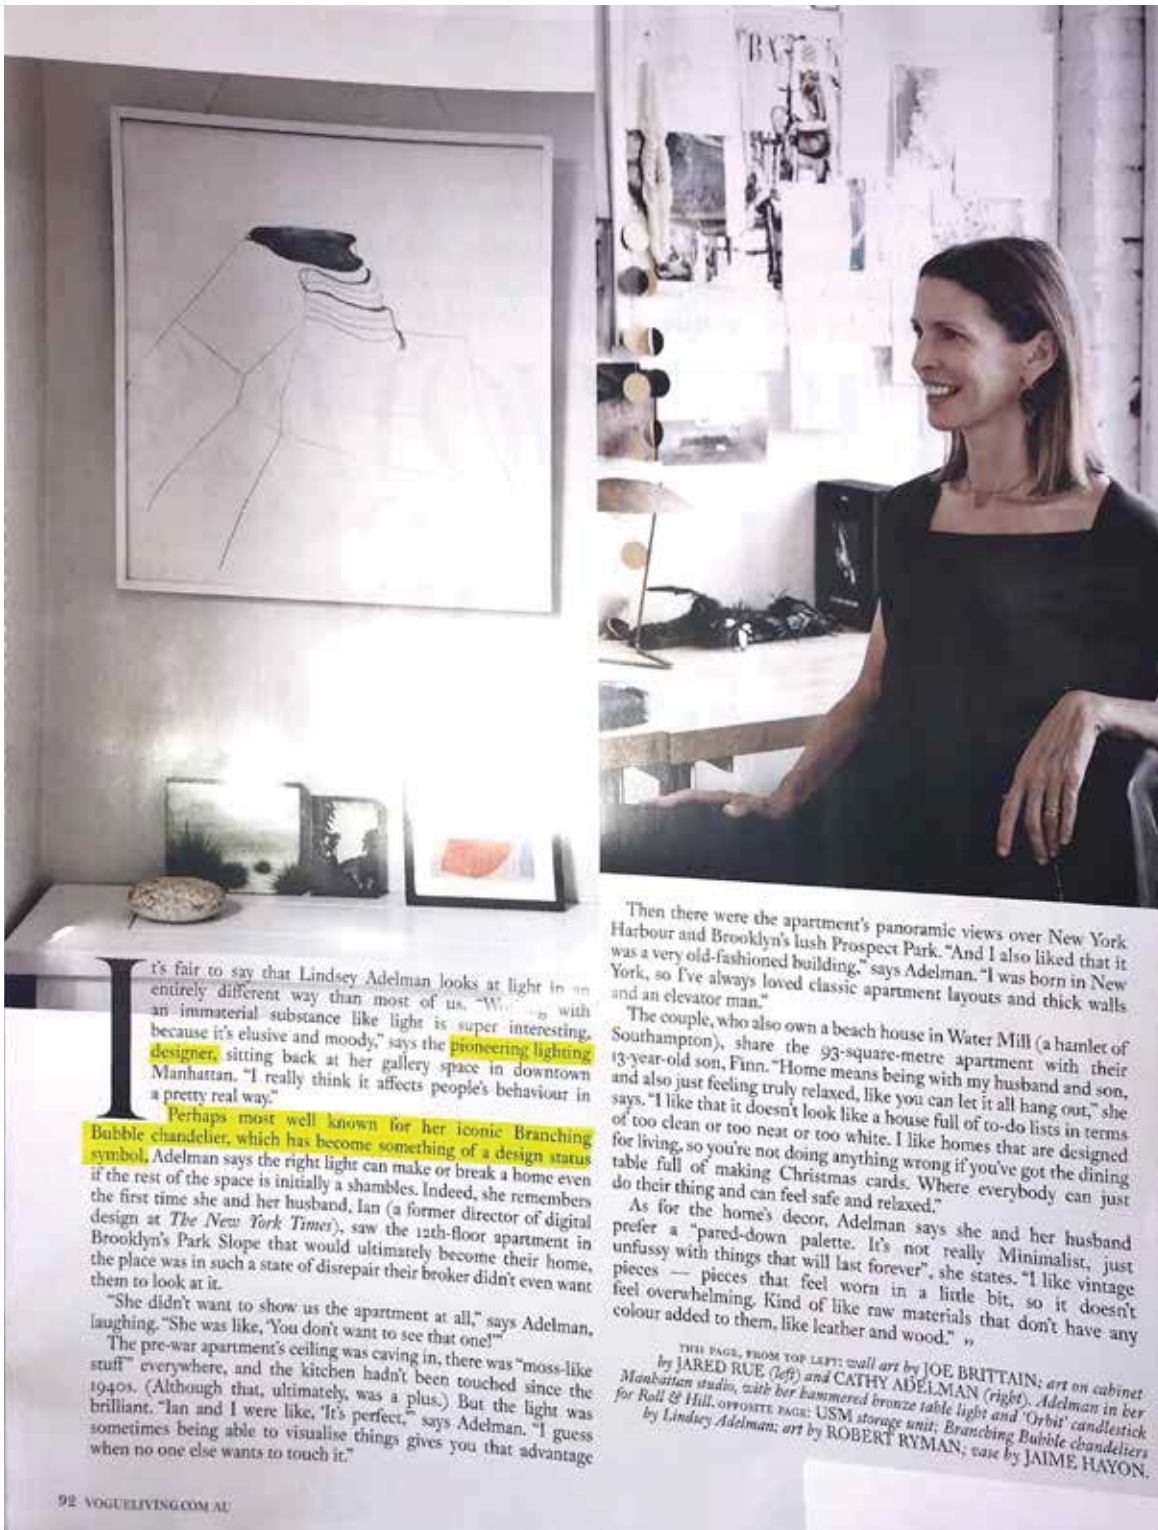 BAZ
It's fair to say that Lindsey Adelman looks at light in an
entirely different way than most of us. "W with
an immaterial substance like light is super interesting,
because it's elusive and moody," says the pioneering lighting
designer, sitting back at her gallery space in downtown
Manhattan. "I really think it affects people's behaviour in
a pretty real way."
Perhaps most well known for her iconic Branching
Bubble chandelier, which has become something of a design status
symbol, Adelman says the right light can make or break a home even
if the rest of the space is initially a shambles. Indeed, she remembers
the first time she and her husband, Ian (a former director of digital
design at The New York Times), saw the 12th-floor apartment in
Brooklyn's Park Slope that would ultimately become their home,
the place was in such a state of disrepair their broker didn't even want
them to look at it.
"She didn't want to show us the apartment at all," says Adelman,
laughing. "She was like, 'You don't want to see that one!'"
The pre-war apartment's ceiling was caving in, there was "moss-like
stuff" everywhere, and the kitchen hadn't been touched since the
1940s. (Although that, ultimately, was a plus.) But the light was
brilliant. "Ian and I were like, 'It's perfect,'" says Adelman. "I guess
sometimes being able to visualise things gives you that advantage
when no one else wants to touch it."
Then there were the apartment's panoramic views over New York
Harbour and Brooklyn's lush Prospect Park. "And I also liked that it
was a very old-fashioned building," says Adelman. "I was born in New
York, so I've always loved classic apartment layouts and thick walls
and an elevator man."
The couple, who also own a beach house in Water Mill (a hamlet of
Southampton), share the 93-square-metre apartment with their
13-year-old son, Finn. "Home means being with my husband and son,
and also just feeling truly relaxed, like you can let it all hang out," she
says. "I like that it doesn't look like a house full of to-do lists in terms
of too clean or too neat or too white. I like homes that are designed
for living, so you're not doing anything wrong if you've got the dining
table full of making Christmas cards. Where everybody can just
do their thing and can feel safe and relaxed."
As for the home's decor, Adelman says she and her husband
prefer a "pared-down palette. It's not really Minimalist, just
unfussy with things that will last forever", she states. "I like vintage
pieces — pieces that feel worn in a little bit, so it doesn't
feel overwhelming. Kind of like raw materials that don't have any
colour added to them, like leather and wood." »
THIS PAGE, FROM TOP LEFT: wall art by JOE BRITTAIN; art on cabinet
by JARED RUE (left) and CATHY ADELMAN (right). Adelman in her
Manhattan studio, with her hammered bronze table light and 'Orbit' candlestick
for Roll & Hill. OPPOSITE PAGE: USM storage unit; Branching Bubble chandeliers
by Lindsey Adelman; art by ROBERT RYMAN; vase by JAIME HAYON.
92 VOGUELIVING.COM.AU